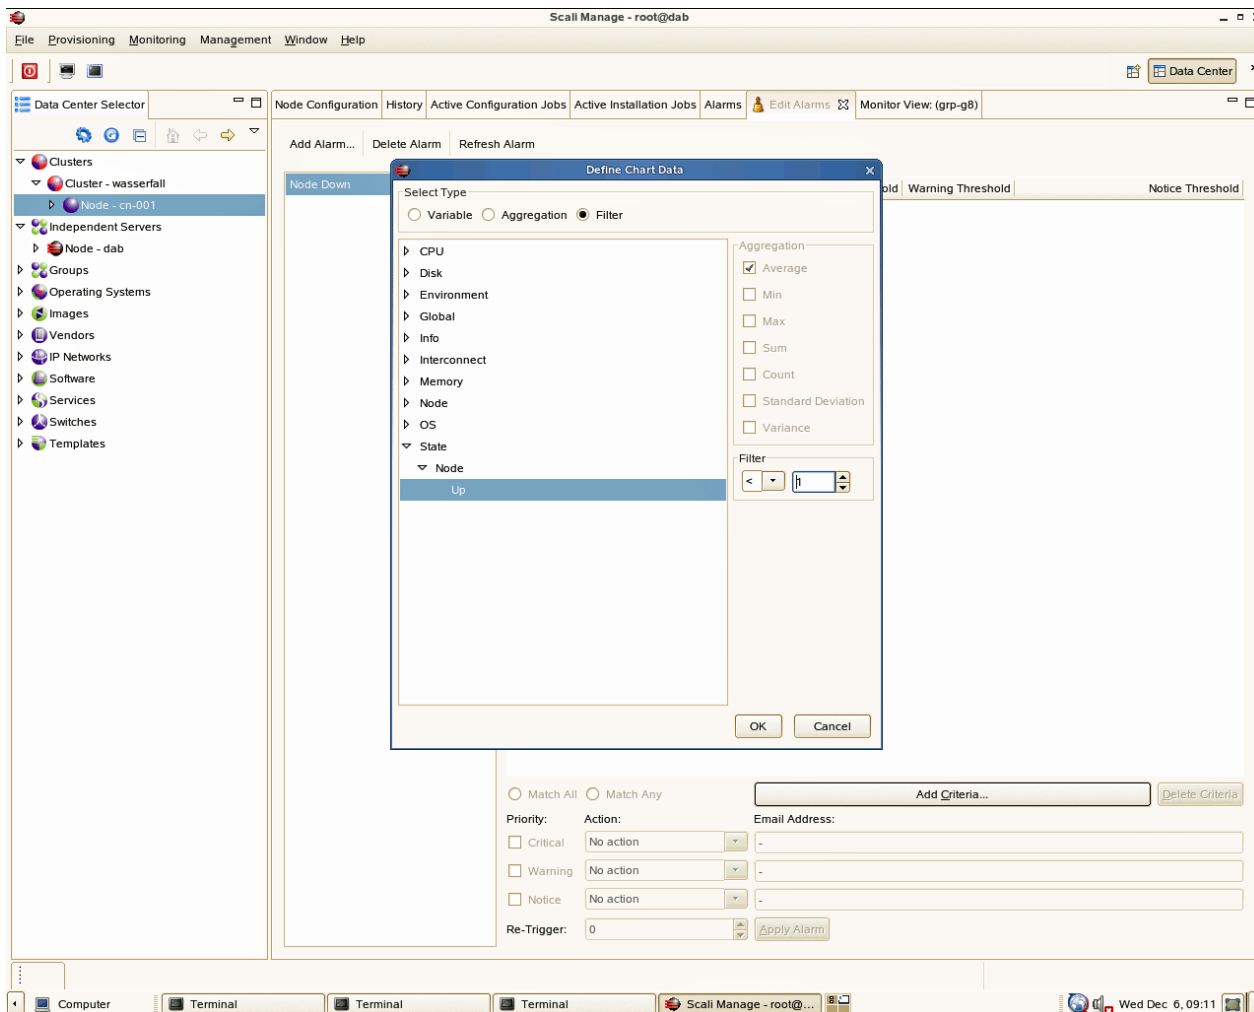 Scali Manage - root@dab
File Provisioning Monitoring Management Window Help
Data Center
Data Center Selector
Node Configuration History Active Configuration Jobs Active Installation Jobs Alarms Edit Alarms Monitor View: (grp-g8)
Add Alarm... Delete Alarm Refresh Alarm
Clusters
Cluster - wasserfall
Node - cn-001
Independent Servers
Node - dab
Groups
Operating Systems
Images
Vendors
IP Networks
Software
Services
Switches
Templates
Node Down
old Warning Threshold Notice Threshold
Define Chart Data
Select Type
Variable Aggregation Filter
CPU
Disk
Environment
Global
Info
Interconnect
Memory
Node
OS
State
Node
Up
Aggregation
Average
Min
Max
Sum
Count
Standard Deviation
Variance
Filter
< 1
OK Cancel
Match All Match Any Add Criteria... Delete Criteria
Priority: Action: Email Address:
Critical No action -
Warning No action -
Notice No action -
Re-Trigger: 0 Apply Alarm
Computer Terminal Terminal Terminal Scali Manage - root@... Wed Dec 6, 09:11